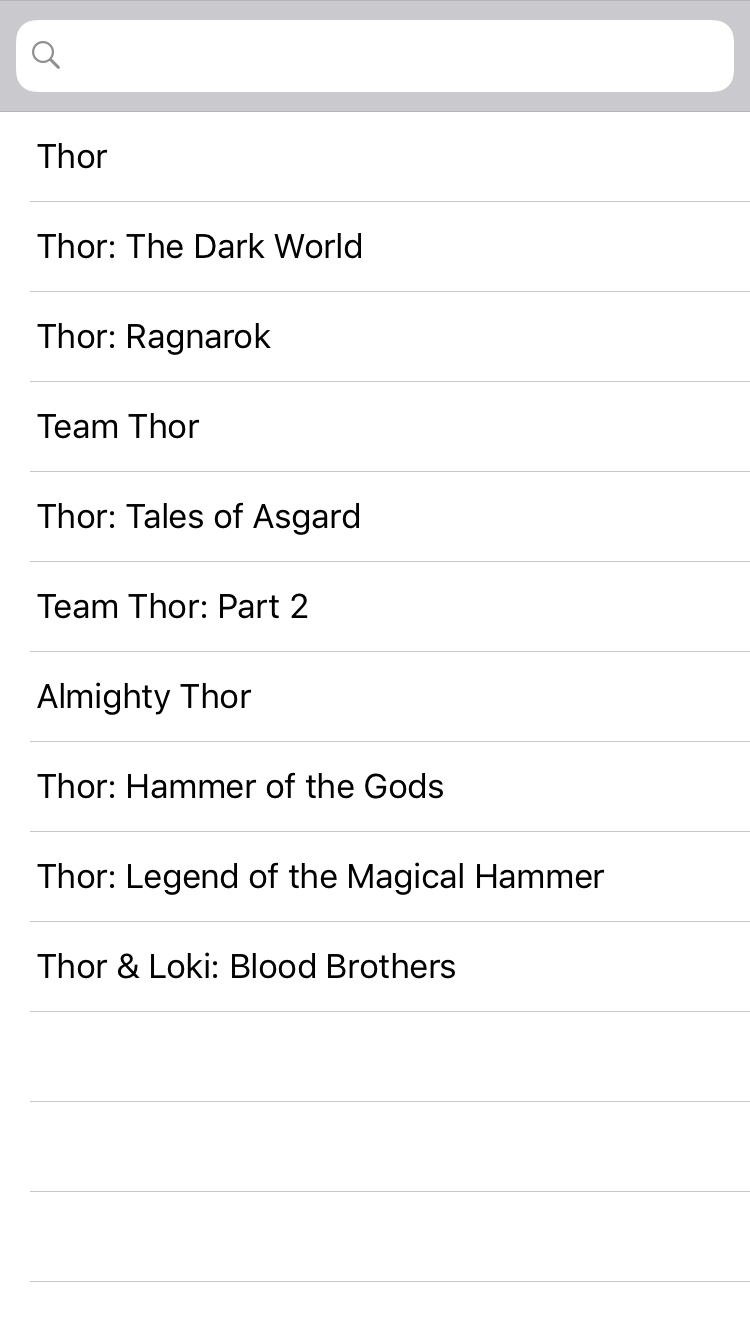 Thor
Thor: The Dark World
Thor: Ragnarok
Team Thor
Thor: Tales of Asgard
Team Thor: Part 2
Almighty Thor
Thor: Hammer of the Gods
Thor: Legend of the Magical Hammer
Thor & Loki: Blood Brothers